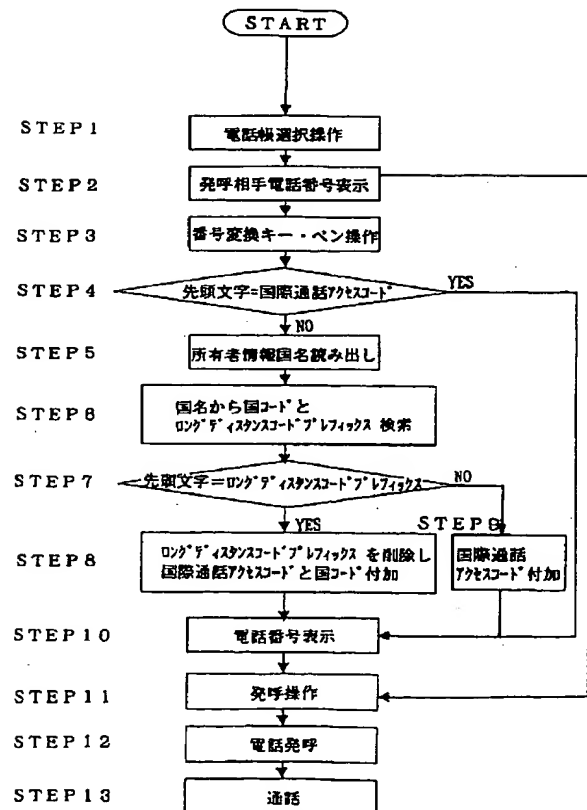 START
STEP1
電話帳選択操作
STEP2
発呼相手電話番号表示
STEP3
番号変換キー・ペン操作
STEP4
先頭文字=国際通話ｱｸｾｽｺｰﾄﾞ
YES
NO
STEP5
所有者情報国名読み出し
STEP6
国名から国ｺｰﾄﾞと
ﾛﾝｸﾞﾃﾞｨｽﾀﾝｽｺｰﾄﾞﾌﾟﾚﾌｨｯｸｽ 検索
STEP7
先頭文字=ﾛﾝｸﾞﾃﾞｨｽﾀﾝｽｺｰﾄﾞﾌﾟﾚﾌｨｯｸｽ
NO
YES
STEP9
STEP8
ﾛﾝｸﾞﾃﾞｨｽﾀﾝｽｺｰﾄﾞﾌﾟﾚﾌｨｯｸｽ を削除し
国際通話ｱｸｾｽｺｰﾄﾞと国ｺｰﾄﾞ付加
国際通話
ｱｸｾｽｺｰﾄﾞ付加
STEP10
電話番号表示
STEP11
発呼操作
STEP12
電話発呼
STEP13
通話